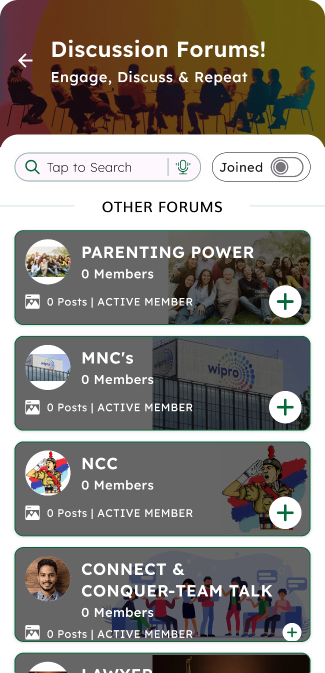 Discussion Forums!
Engage, Discuss & Repeat
Tap to Search
Joined
OTHER FORUMS
PARENTING POWER
0 Members
0 Posts | ACTIVE MEMBER
MNC's
wipro
0 Members
0 Posts | ACTIVE MEMBER
NCC
0 Members
0 Posts | ACTIVE MEMBER
CONNECT &
CONQUER-TEAM TALK
0 Members
0 Posts | ACTIVE MEMBER
LAWYER